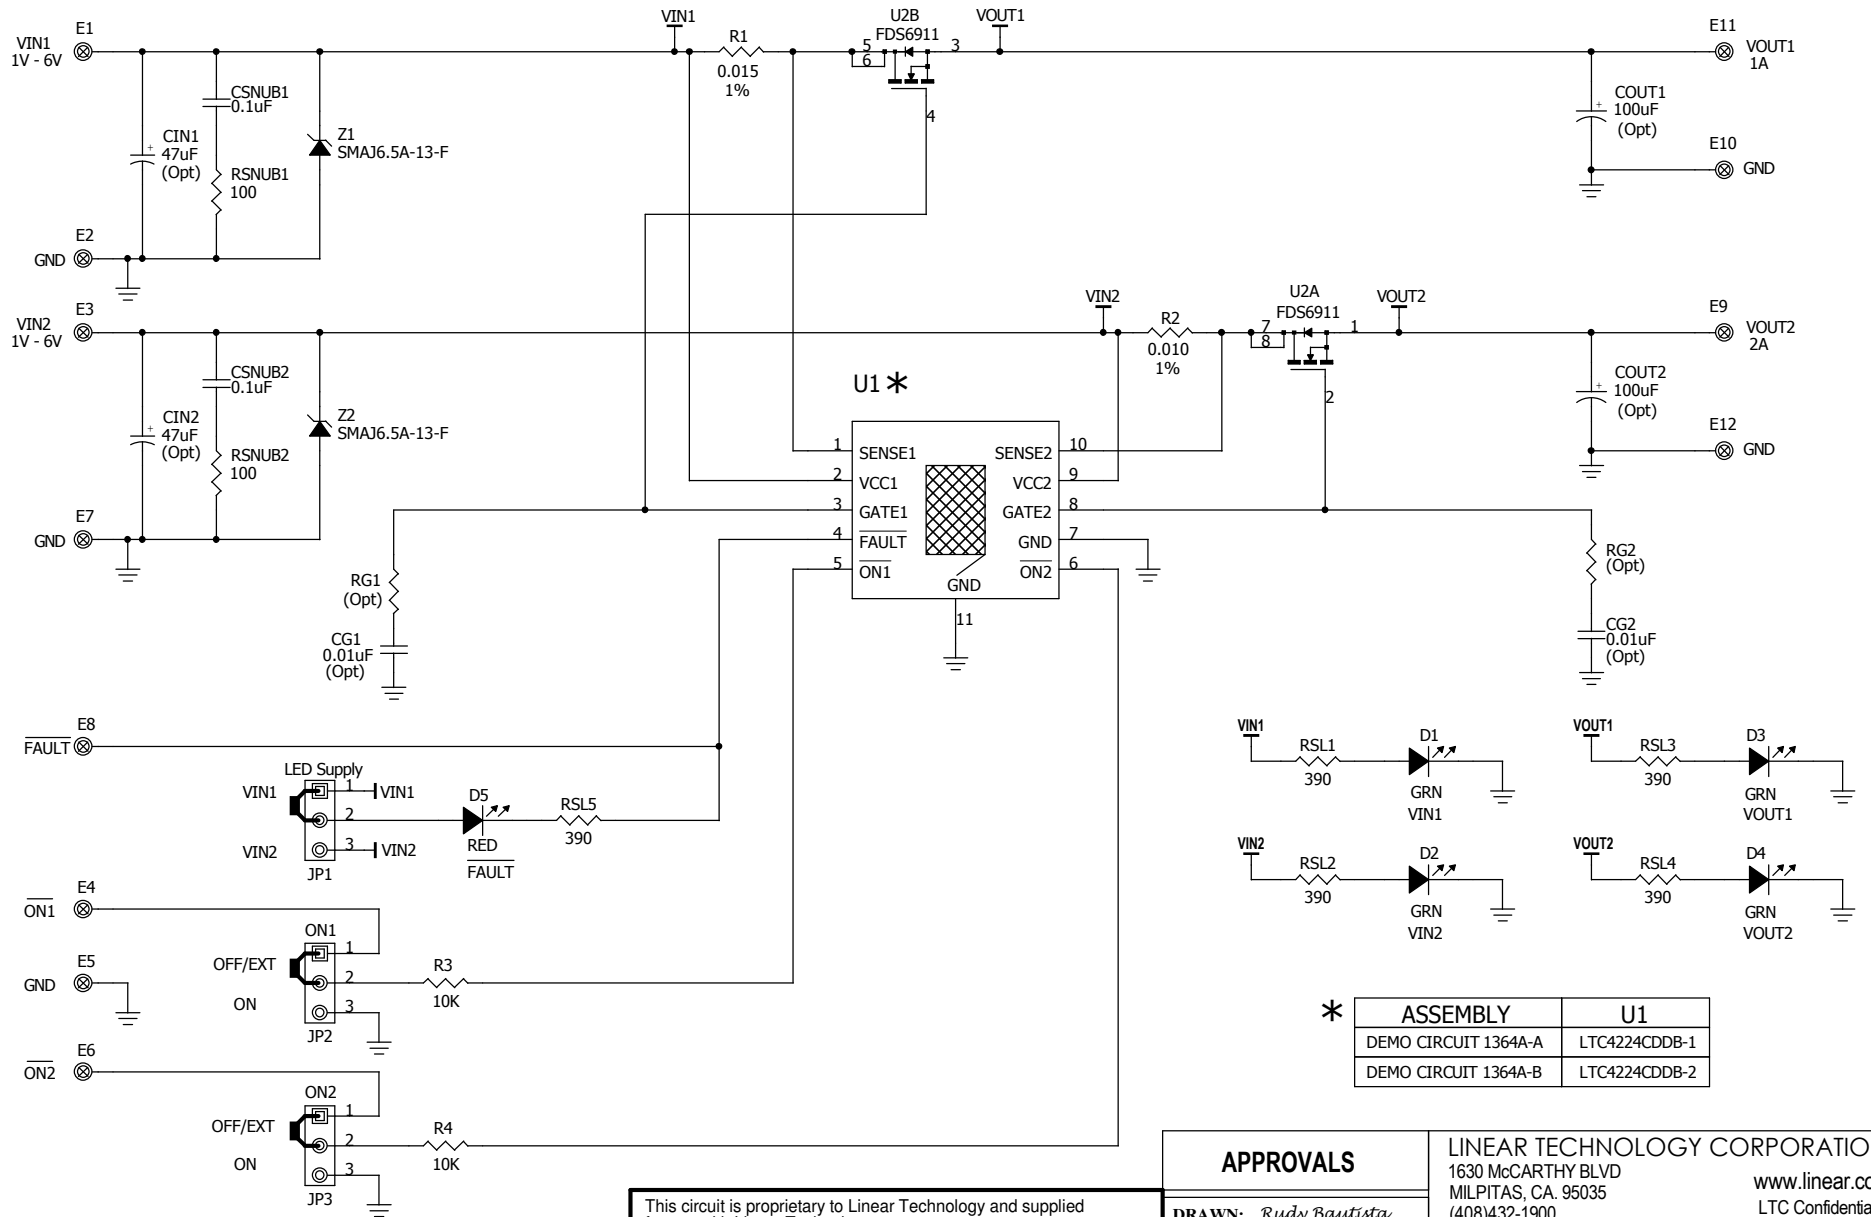 E1
VIN1
1V - 6V
CSNUB1
0.1uF
CIN1
+
47uF
(Opt)
RSNUB1
100
Z1
SMAJ6.5A-13-F
E2
GND
VIN1
R1
0.015
1%
U2B
FDS6911
5
6
3
4
VOUT1
E11
VOUT1
1A
COUT1
+
100uF
(Opt)
E10
GND
E3
VIN2
1V - 6V
CSNUB2
0.1uF
CIN2
+
47uF
(Opt)
RSNUB2
100
Z2
SMAJ6.5A-13-F
E7
GND
VIN2
R2
0.010
1%
U2A
FDS6911
7
8
1
2
VOUT2
E9
VOUT2
2A
COUT2
+
100uF
(Opt)
E12
GND
U1 *
1 SENSE1 SENSE2 10
2 VCC1 VCC2 9
3 GATE1 GATE2 8
4 FAULT GND 7
5 ON1 ON2 6
GND
11
RG1
(Opt)
CG1
0.01uF
(Opt)
RG2
(Opt)
CG2
0.01uF
(Opt)
E8
FAULT
LED Supply
VIN1 1 VIN1
2
VIN2 3 VIN2
JP1
D5
RED
FAULT
RSL5
390
E4
ON1
ON1
1
OFF/EXT 2
ON 3
JP2
R3
10K
E5
GND
E6
ON2
ON2
1
OFF/EXT 2
ON 3
JP3
R4
10K
VIN1
RSL1
390
D1
GRN
VIN1
VOUT1
RSL3
390
D3
GRN
VOUT1
VIN2
RSL2
390
D2
GRN
VIN2
VOUT2
RSL4
390
D4
GRN
VOUT2
* ASSEMBLY U1
DEMO CIRCUIT 1364A-A LTC4224CDDB-1
DEMO CIRCUIT 1364A-B LTC4224CDDB-2
This circuit is proprietary to Linear Technology and supplied
APPROVALS
DRAWN: Rudy Bautista
LINEAR TECHNOLOGY CORPORATIO
1630 McCARTHY BLVD
MILPITAS, CA. 95035
(408)432-1900
www.linear.co
LTC Confidentia